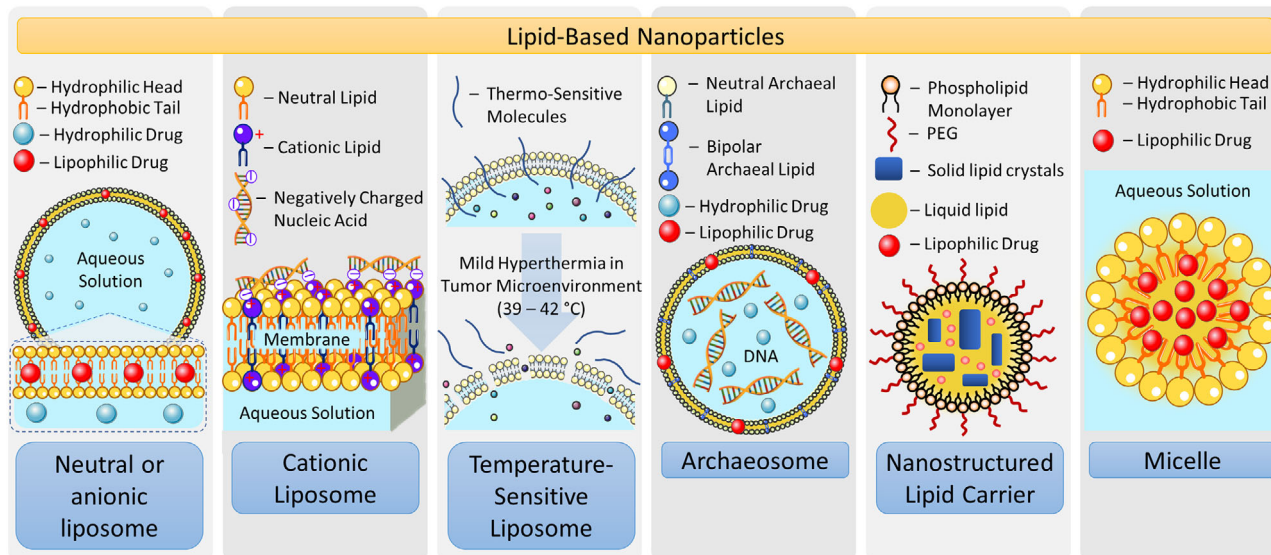 Lipid-Based Nanoparticles
– Hydrophilic Head
– Hydrophobic Tail
– Hydrophilic Drug
– Lipophilic Drug
Aqueous
Solution
Neutral or
anionic
liposome
– Neutral Lipid
+
– Cationic Lipid
– Negatively Charged
Nucleic Acid
Membrane
Aqueous Solution
Cationic
Liposome
– Thermo-Sensitive
Molecules
Mild Hyperthermia in
Tumor Microenvironment
(39 – 42 °C)
Temperature-
Sensitive
Liposome
– Neutral Archaeal
Lipid
– Bipolar
Archaeal Lipid
– Hydrophilic Drug
– Lipophilic Drug
DNA
Archaeosome
– Phospholipid
Monolayer
– PEG
– Solid lipid crystals
– Liquid lipid
– Lipophilic Drug
Nanostructured
Lipid Carrier
– Hydrophilic Head
– Hydrophobic Tail
– Lipophilic Drug
Aqueous Solution
Micelle